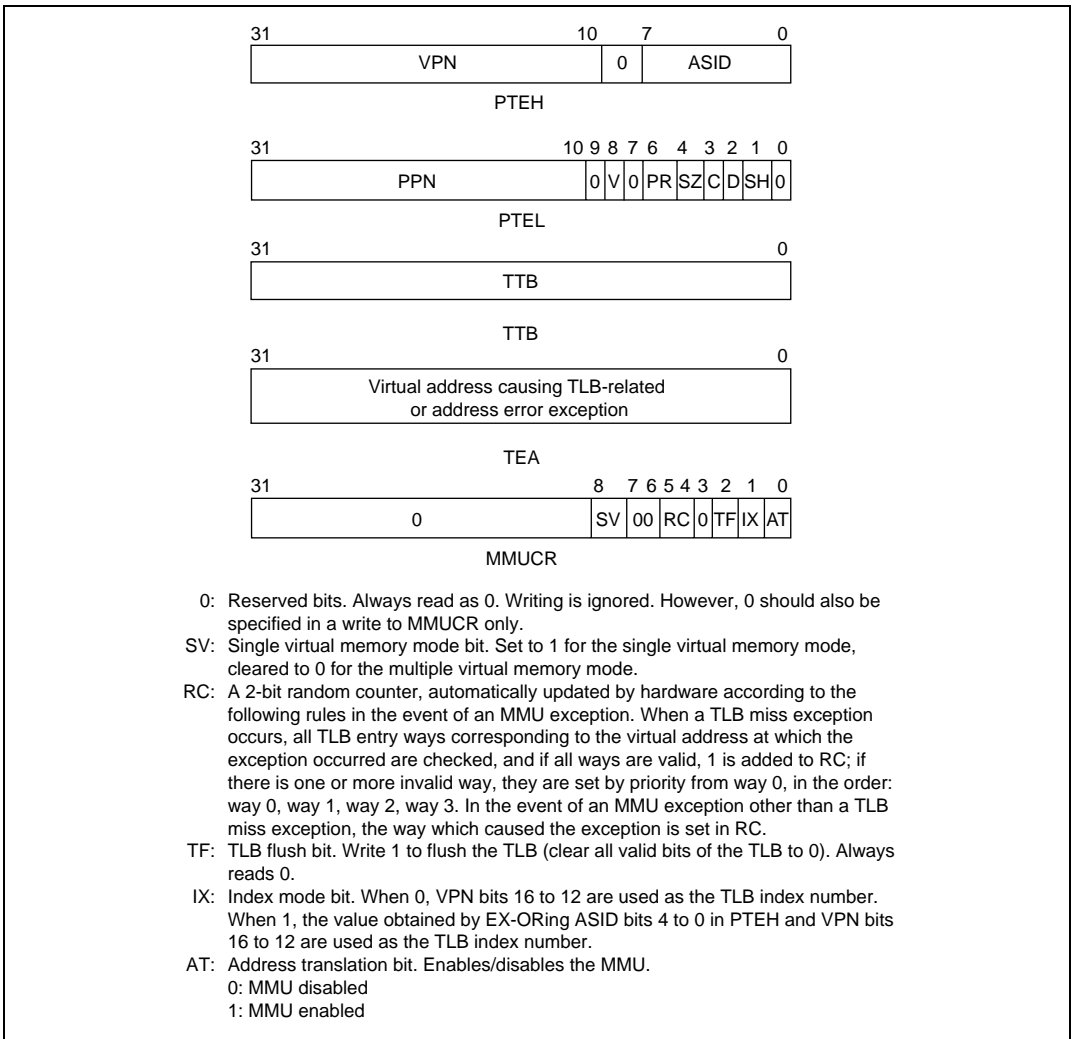 31 10 7 0
VPN 0 ASID
PTEH
31 10 9 8 7 6 4 3 2 1 0
PPN 0 V 0 PR SZ C D SH 0
PTEL
31 0
TTB
TTB
31 0
Virtual address causing TLB-related
or address error exception
TEA
31 8 7 6 5 4 3 2 1 0
0 SV 00 RC 0 TF IX AT
MMUCR
0: Reserved bits. Always read as 0. Writing is ignored. However, 0 should also be
specified in a write to MMUCR only.
SV: Single virtual memory mode bit. Set to 1 for the single virtual memory mode,
cleared to 0 for the multiple virtual memory mode.
RC: A 2-bit random counter, automatically updated by hardware according to the
following rules in the event of an MMU exception. When a TLB miss exception
occurs, all TLB entry ways corresponding to the virtual address at which the
exception occurred are checked, and if all ways are valid, 1 is added to RC; if
there is one or more invalid way, they are set by priority from way 0, in the order:
way 0, way 1, way 2, way 3. In the event of an MMU exception other than a TLB
miss exception, the way which caused the exception is set in RC.
TF: TLB flush bit. Write 1 to flush the TLB (clear all valid bits of the TLB to 0). Always
reads 0.
IX: Index mode bit. When 0, VPN bits 16 to 12 are used as the TLB index number.
When 1, the value obtained by EX-ORing ASID bits 4 to 0 in PTEH and VPN bits
16 to 12 are used as the TLB index number.
AT: Address translation bit. Enables/disables the MMU.
0: MMU disabled
1: MMU enabled